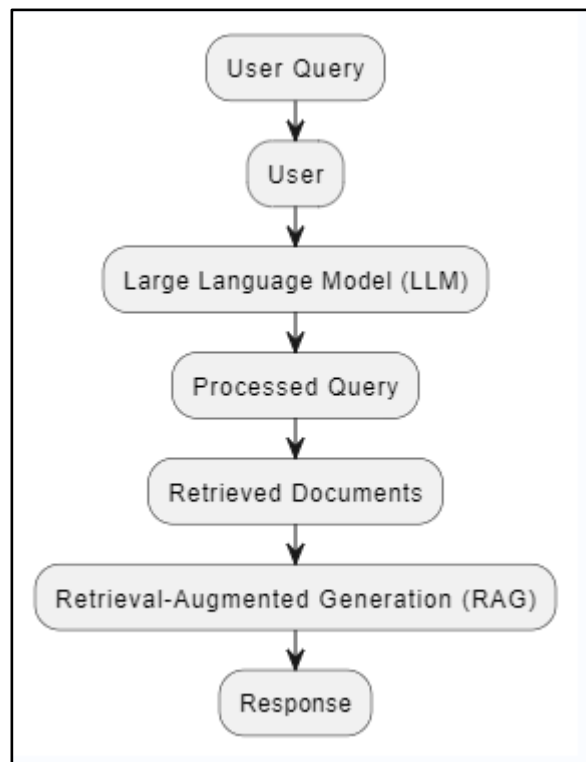 User Query
User
Large Language Model (LLM)
Processed Query
Retrieved Documents
Retrieval-Augmented Generation (RAG)
Response